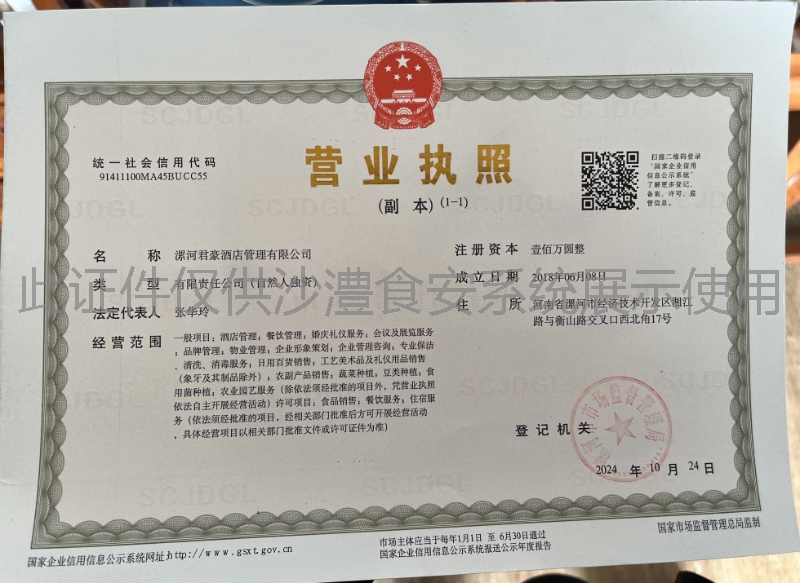 统一社会信用代码
91411100MA45BUCC55
营业执照
(副 本) (1-1)
扫描二维码登录
'国家企业信用
信息公示系统'
了解更多登记、
备案、许可、监
管信息。
名 称 漯河君豪酒店管理有限公司
类 型 有限责任公司（自然人独资）
法定代表人 张华玲
经营范围 一般项目：酒店管理；餐饮管理；婚庆礼仪服务；会议及展览服务
；品牌管理；物业管理；企业形象策划；企业管理咨询；专业保洁
、清洗、消毒服务；日用百货销售；工艺美术品及礼仪用品销售
（象牙及其制品除外）；农副产品销售；蔬菜种植；豆类种植；食
用菌种植；农业园艺服务（除依法须经批准的项目外，凭营业执照
依法自主开展经营活动）许可项目：食品销售；餐饮服务；住宿服
务（依法须经批准的项目，经相关部门批准后方可开展经营活动
，具体经营项目以相关部门批准文件或许可证件为准）
注册资本 壹佰万圆整
成立日期 2018年06月08日
住 所 河南省漯河市经济技术开发区湘江
路与衡山路交叉口西北角17号
此证件仅供沙澧食安系统展示使用
登记机关
2024 年 10 月 24 日
国家企业信用信息公示系统网址:http://www.gsxt.gov.cn
市场主体应当于每年1月1日 至 6月30日通过
国家企业信用信息公示系统报送公示年度报告
国家市场监督管理总局监制